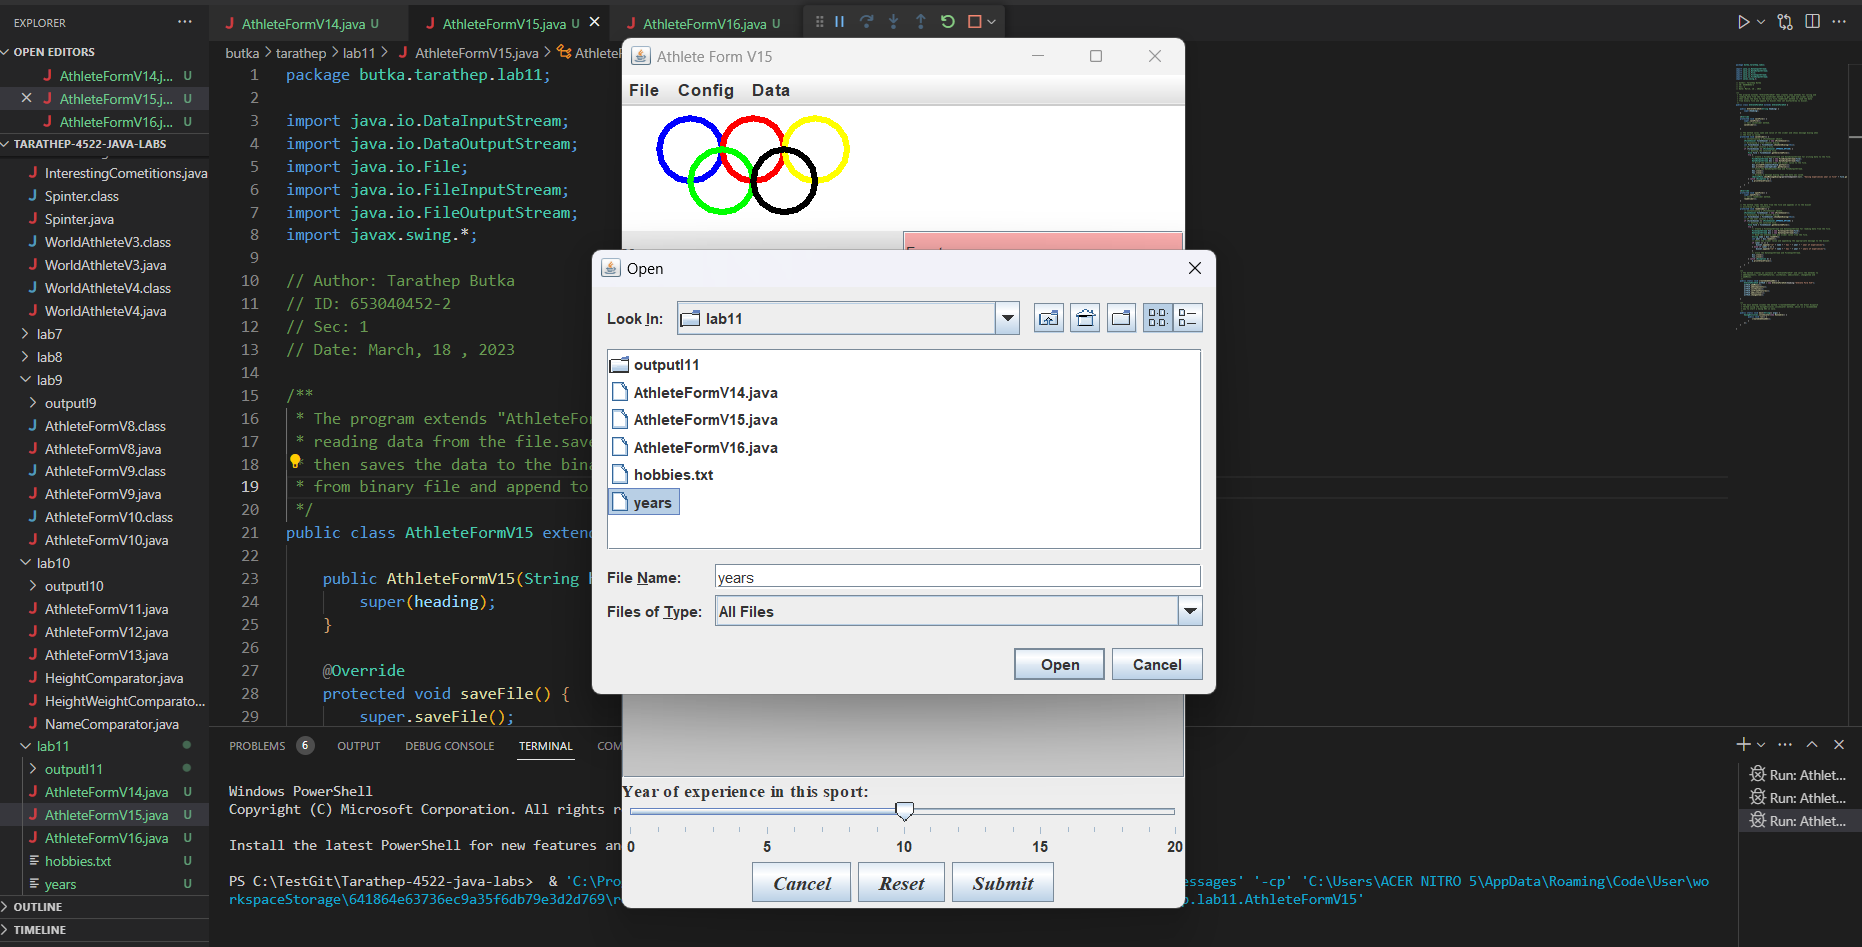 EXPLORER
OPEN EDITORS
AthleteFormV14.j... U
AthleteFormV15.j... U
AthleteFormV16.j... U
TARATHEP-4522-JAVA-LABS
InterestingCometitions.java
Spinter.class
Spinter.java
WorldAthleteV3.class
WorldAthleteV3.java
WorldAthleteV4.class
WorldAthleteV4.java
lab7
lab8
lab9
outputl9
AthleteFormV8.class
AthleteFormV8.java
AthleteFormV9.class
AthleteFormV9.java
AthleteFormV10.class
AthleteFormV10.java
lab10
outputl10
AthleteFormV11.java
AthleteFormV12.java
AthleteFormV13.java
HeightComparator.java
HeightWeightComparato...
NameComparator.java
lab11
outputl11
AthleteFormV14.java U
AthleteFormV15.java U
AthleteFormV16.java U
hobbies.txt U
years U
OUTLINE
TIMELINE
AthleteFormV14.java U
AthleteFormV15.java U
AthleteFormV16.java U
butka > tarathep > lab11 > AthleteFormV15.java > AthleteF
1 package butka.tarathep.lab11;
2
3 import java.io.DataInputStream;
4 import java.io.DataOutputStream;
5 import java.io.File;
6 import java.io.FileInputStream;
7 import java.io.FileOutputStream;
8 import javax.swing.*;
9
10 // Author: Tarathep Butka
11 // ID: 653040452-2
12 // Sec: 1
13 // Date: March, 18 , 2023
14
15 /**
16 * The program extends "AthleteFor
17 * reading data from the file.save
18 * then saves the data to the bina
19 * from binary file and append to
20 */
21 public class AthleteFormV15 extend
22
23 public AthleteFormV15(String h
24 super(heading);
25 }
26
27 @Override
28 protected void saveFile() {
29 super.saveFile();
Athlete Form V15
File Config Data
Open
Look In: lab11
outputl11
AthleteFormV14.java
AthleteFormV15.java
AthleteFormV16.java
hobbies.txt
years
File Name: years
Files of Type: All Files
Open Cancel
Year of experience in this sport:
0 5 10 15 20
Cancel Reset Submit
PROBLEMS 6 OUTPUT DEBUG CONSOLE TERMINAL COM
Windows PowerShell
Copyright (C) Microsoft Corporation. All rights r
Install the latest PowerShell for new features an
PS C:\TestGit\Tarathep-4522-java-labs> & 'C:\Pro essages' '-cp' 'C:\Users\ACER NITRO 5\AppData\Roaming\Code\User\wo
rkspaceStorage\641864e63736ec9a35f6db79e3d2d769\r p.lab11.AthleteFormV15'
Run: Athlet...
Run: Athlet...
Run: Athlet...